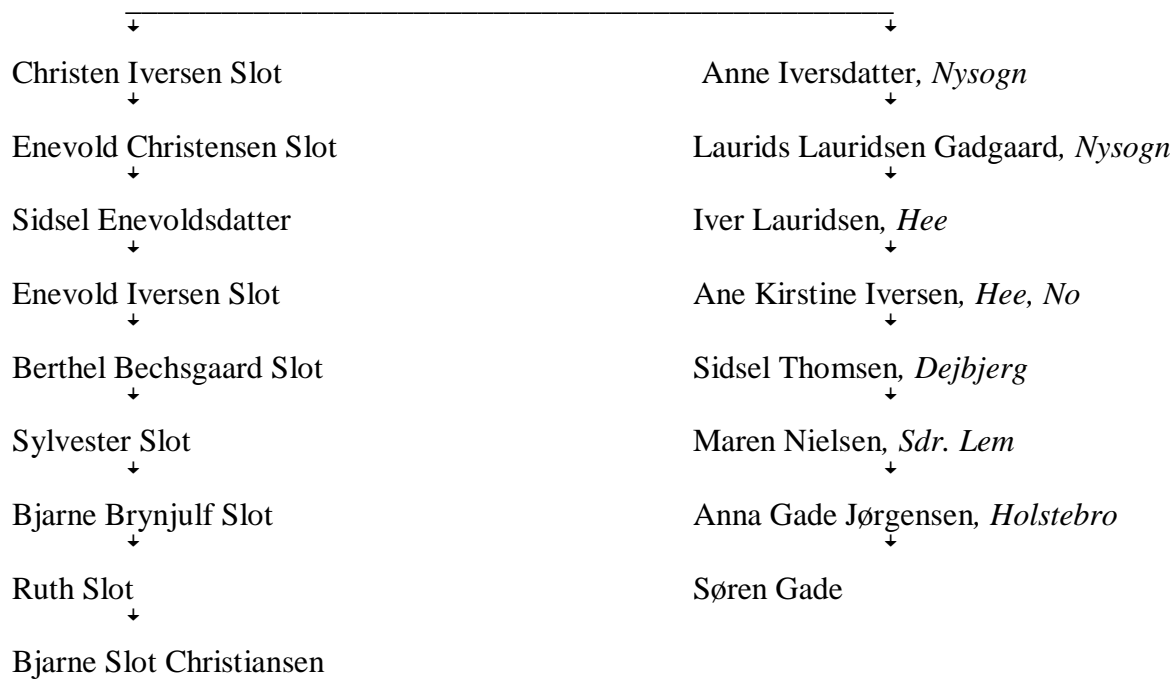 Christen Iversen Slot Anne Iversdatter, Nysogn
Enevold Christensen Slot Laurids Lauridsen Gadgaard, Nysogn
Sidsel Enevoldsdatter Iver Lauridsen, Hee
Enevold Iversen Slot Ane Kirstine Iversen, Hee, No
Berthel Bechsgaard Slot Sidsel Thomsen, Dejbjerg
Sylvester Slot Maren Nielsen, Sdr. Lem
Bjarne Brynjulf Slot Anna Gade Jørgensen, Holstebro
Ruth Slot Søren Gade
Bjarne Slot Christiansen